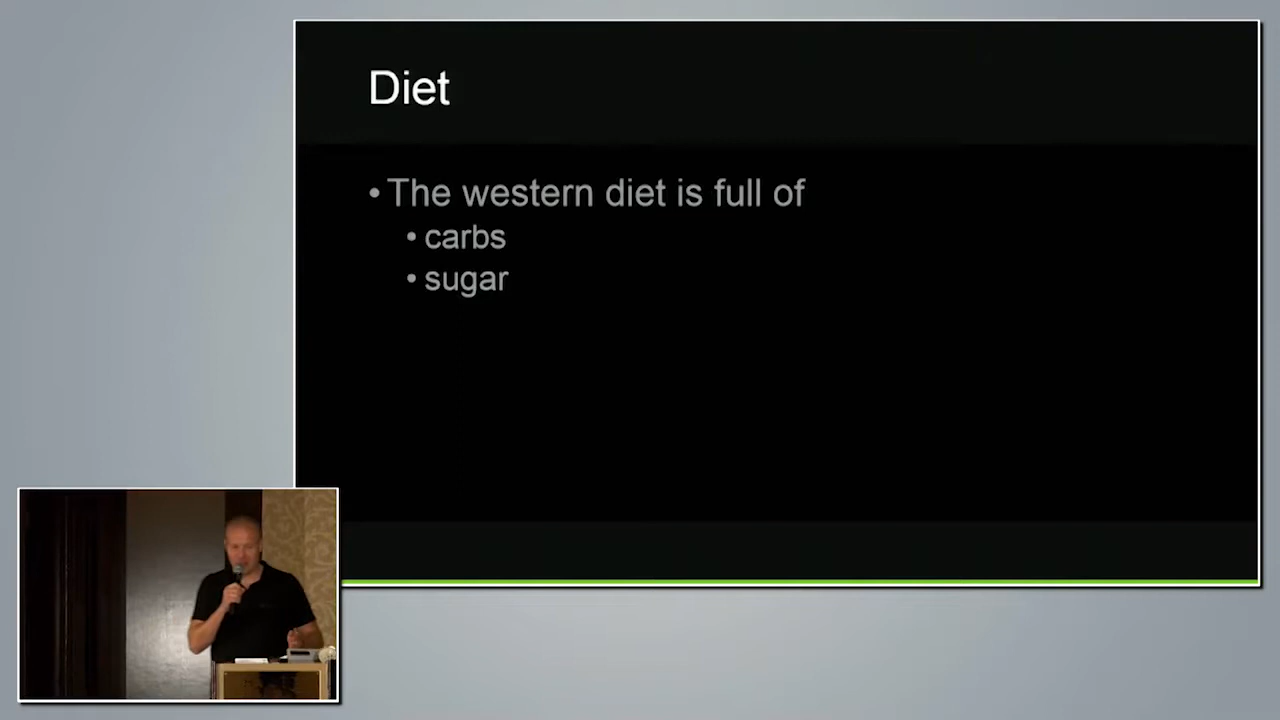 Diet
• The western diet is full of
• carbs
• sugar